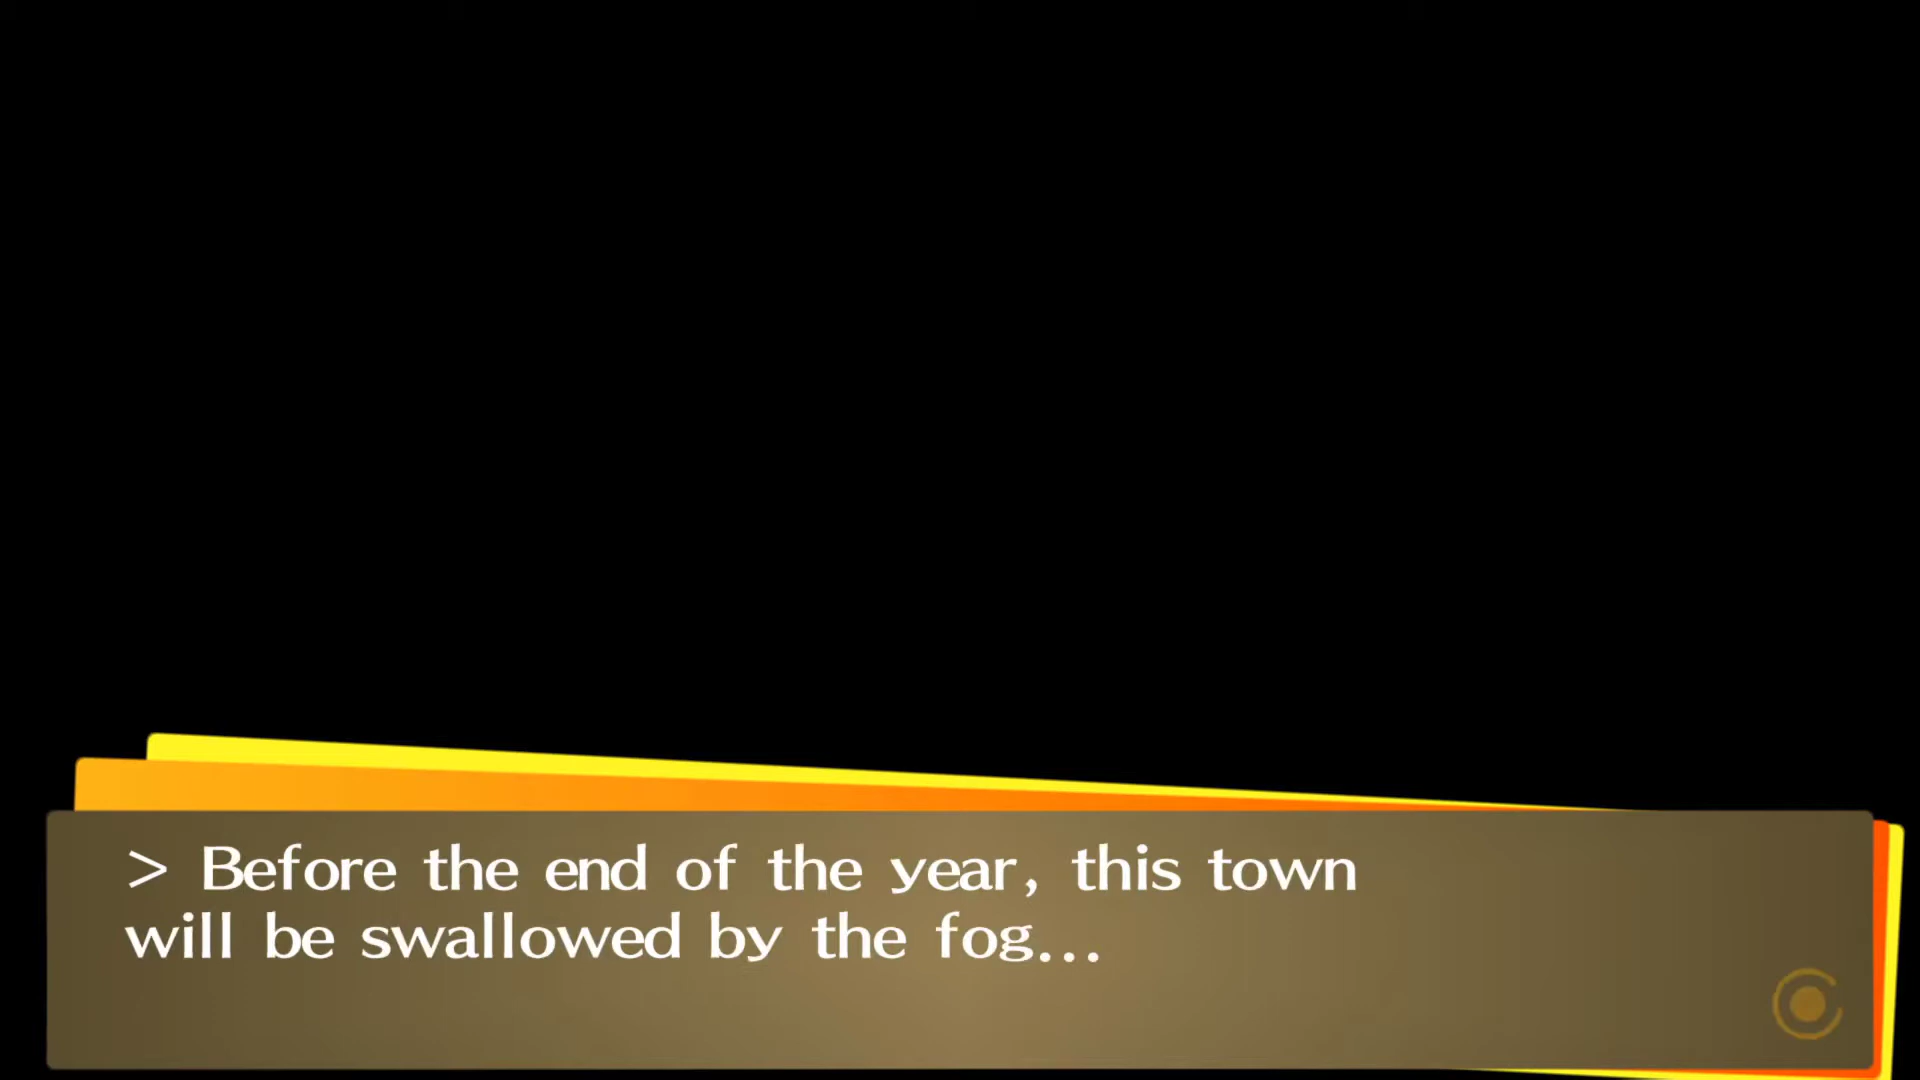 > Before the end of the year, this town
will be swallowed by the fog...